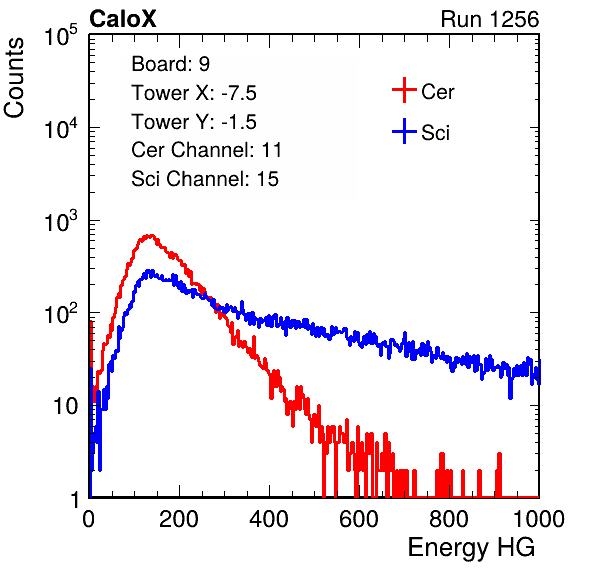 CaloX Run 1256
Counts
10^5
10^4
10^3
10^2
10
1
Board: 9
Tower X: -7.5
Tower Y: -1.5
Cer Channel: 11
Sci Channel: 15
Cer
Sci
0 200 400 600 800 1000
Energy HG